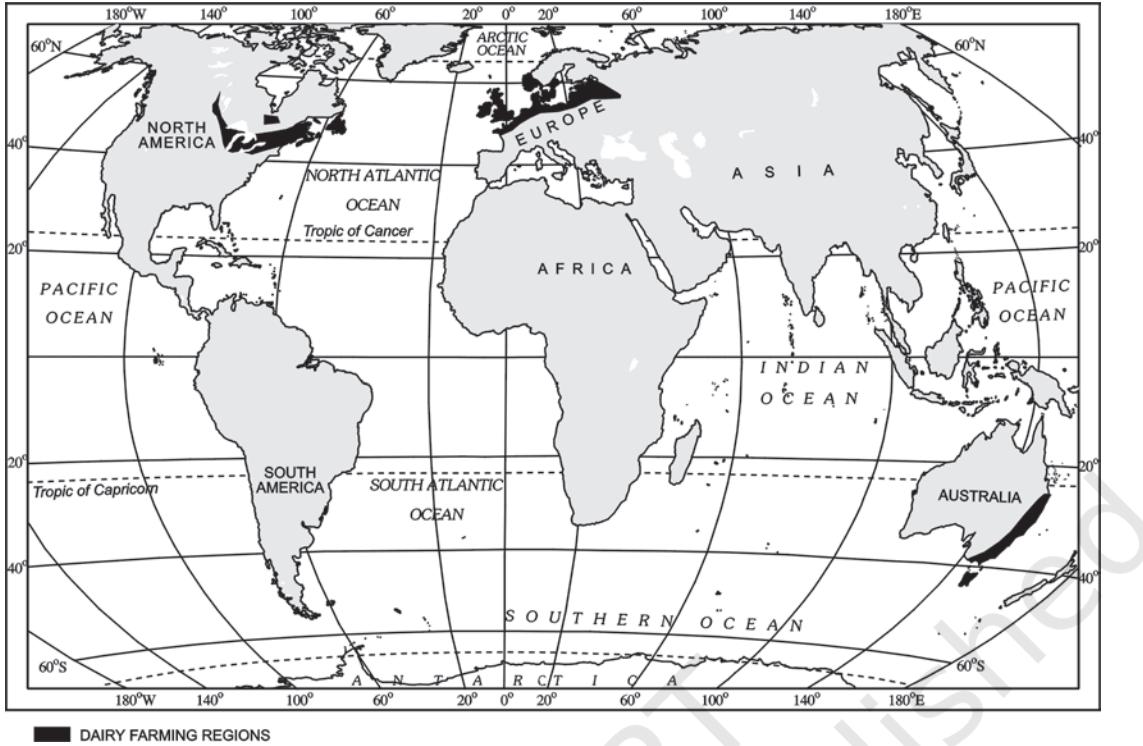 180°W 140° 100° 60° 20° 0° 20° 60° 100° 140° 180°E
ARCTIC
OCEAN
60°N
60°N
NORTH
AMERICA
EUROPE
40°
40°
ASIA
NORTH ATLANTIC
OCEAN
Tropic of Cancer
20°
20°
AFRICA
PACIFIC
OCEAN
PACIFIC
OCEAN
INDIAN
OCEAN
20°
20°
Tropic of Capricorn
SOUTH
AMERICA
SOUTH ATLANTIC
OCEAN
AUSTRALIA
40°
40°
SOUTHERN OCEAN
60°S
60°S
ANTARCTICA
180°W 140° 100° 60° 20° 0° 20° 60° 100° 140° 180°E
DAIRY FARMING REGIONS